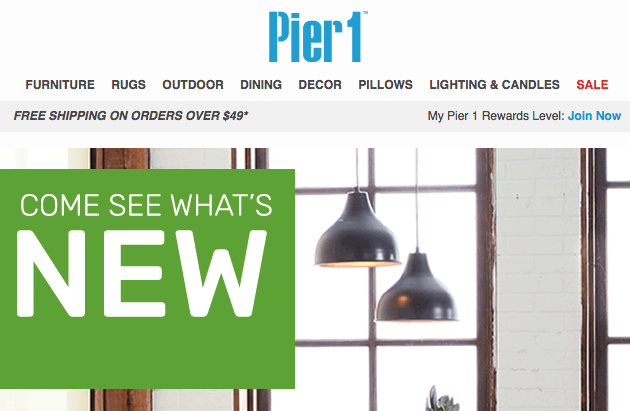 Pier 1™
FURNITURE RUGS OUTDOOR DINING DECOR PILLOWS LIGHTING & CANDLES SALE
FREE SHIPPING ON ORDERS OVER $49* My Pier 1 Rewards Level: Join Now
COME SEE WHAT'S
NEW